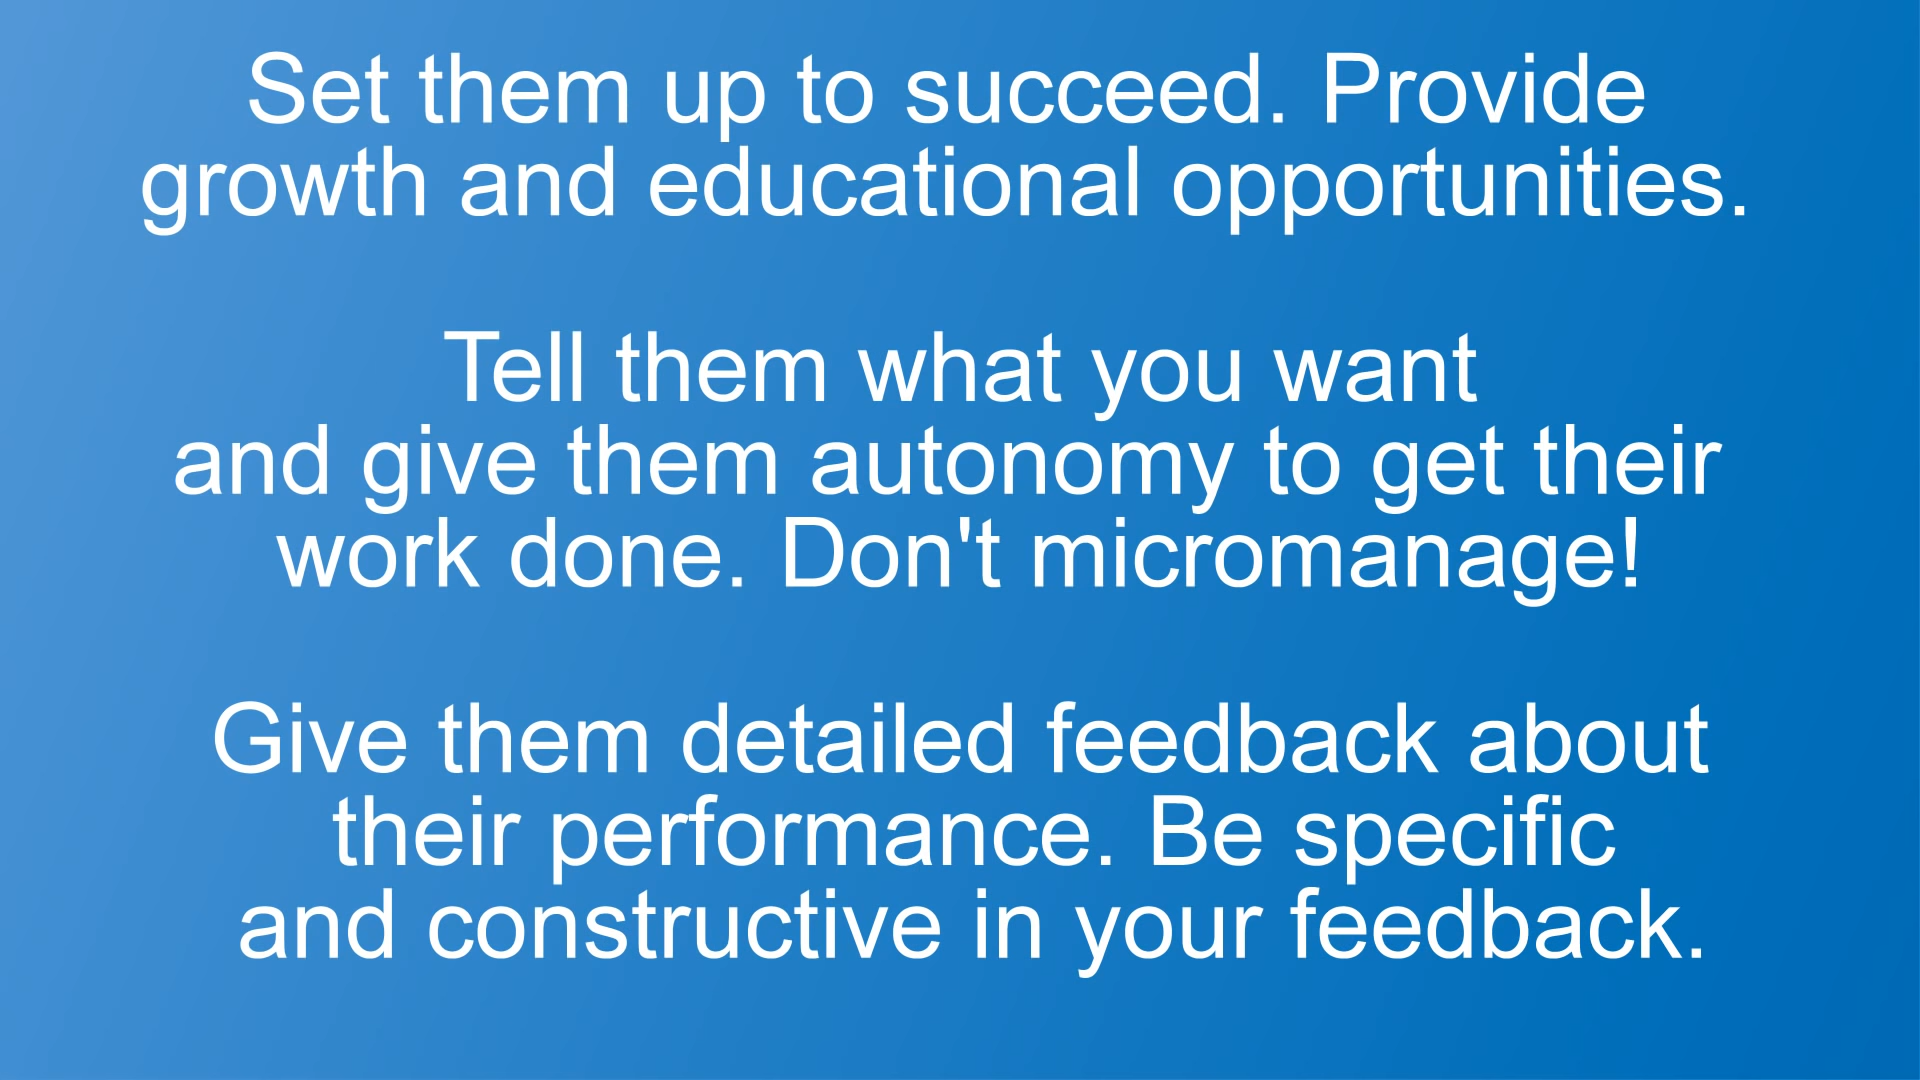 Set them up to succeed. Provide
growth and educational opportunities.
Tell them what you want
and give them autonomy to get their
work done. Don't micromanage!
Give them detailed feedback about
their performance. Be specific
and constructive in your feedback.